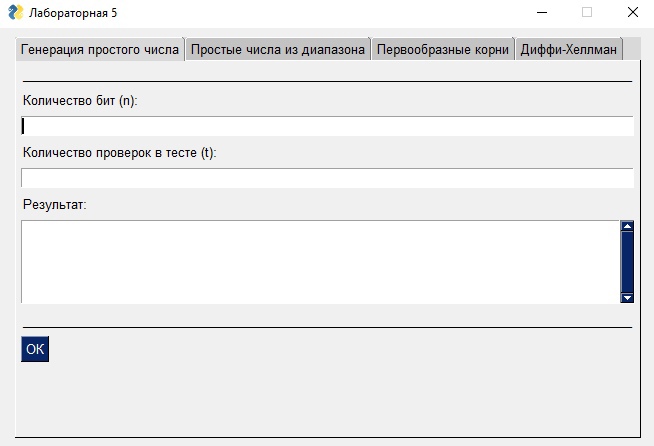 Лабораторная 5
Генерация простого числа Простые числа из диапазона Первообразные корни Диффи-Хеллман
Количество бит (n):
Количество проверок в тесте (t):
Результат:
OK